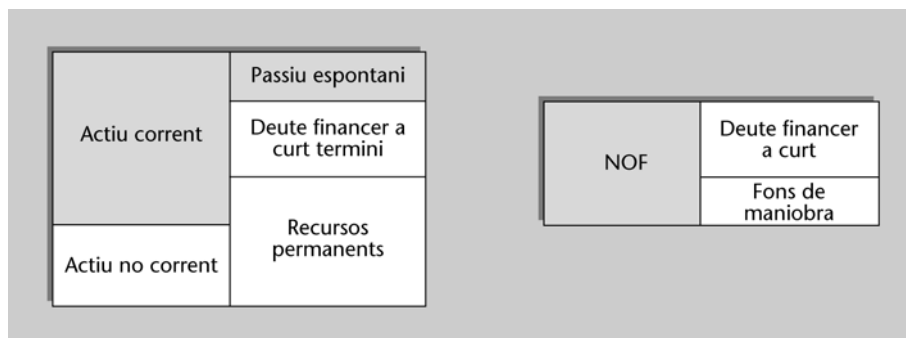 Actiu corrent
Actiu no corrent
Passiu espontani
Deute financer a
curt termini
Recursos
permanents
NOF
Deute financer
a curt
Fons de
maniobra